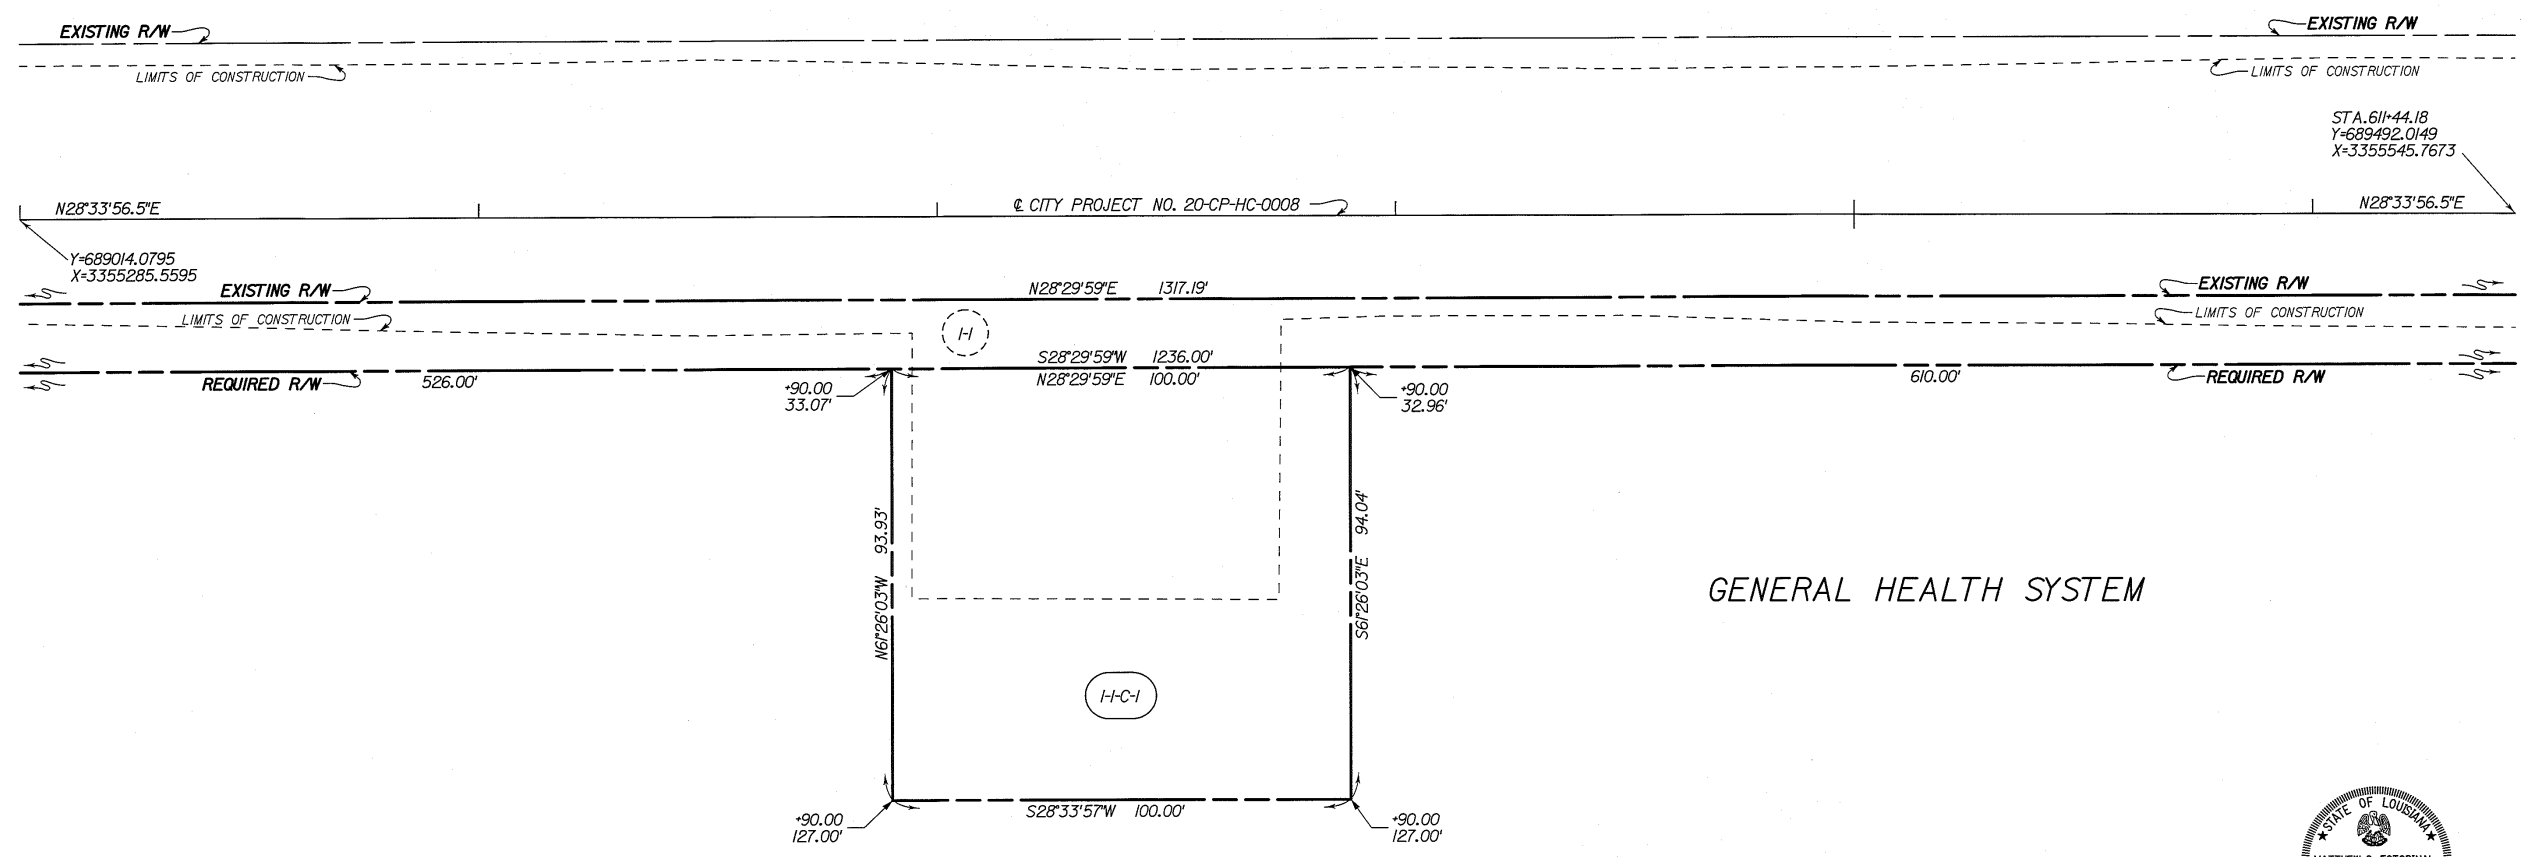 EXISTING R/W
EXISTING R/W
LIMITS OF CONSTRUCTION
LIMITS OF CONSTRUCTION
STA.611+44.18
Y=689492.0149
X=3355545.7673
N28°33'56.5"E
℄ CITY PROJECT NO. 20-CP-HC-0008
N28°33'56.5"E
Y=689014.0795
X=3355285.5595
EXISTING R/W
N28°29'59"E 1317.19'
EXISTING R/W
LIMITS OF CONSTRUCTION
1-1
LIMITS OF CONSTRUCTION
S28°29'59"W 1236.00'
REQUIRED R/W
526.00'
N28°29'59"E 100.00'
610.00'
REQUIRED R/W
+90.00
33.07'
+90.00
32.96'
N61°26'03"W 93.93'
S61°26'03"E 94.04'
GENERAL HEALTH SYSTEM
1-1-C-1
S28°33'57"W 100.00'
+90.00
127.00'
+90.00
127.00'
STATE OF LOUISIANA